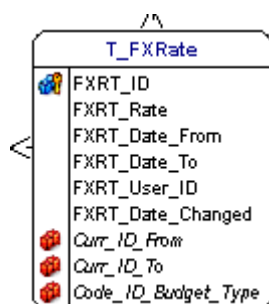 T_FXRate
FXRT_ID
FXRT_Rate
FXRT_Date_From
FXRT_Date_To
FXRT_User_ID
FXRT_Date_Changed
Curr_ID_From
Curr_ID_To
Code_ID_Budget_Type